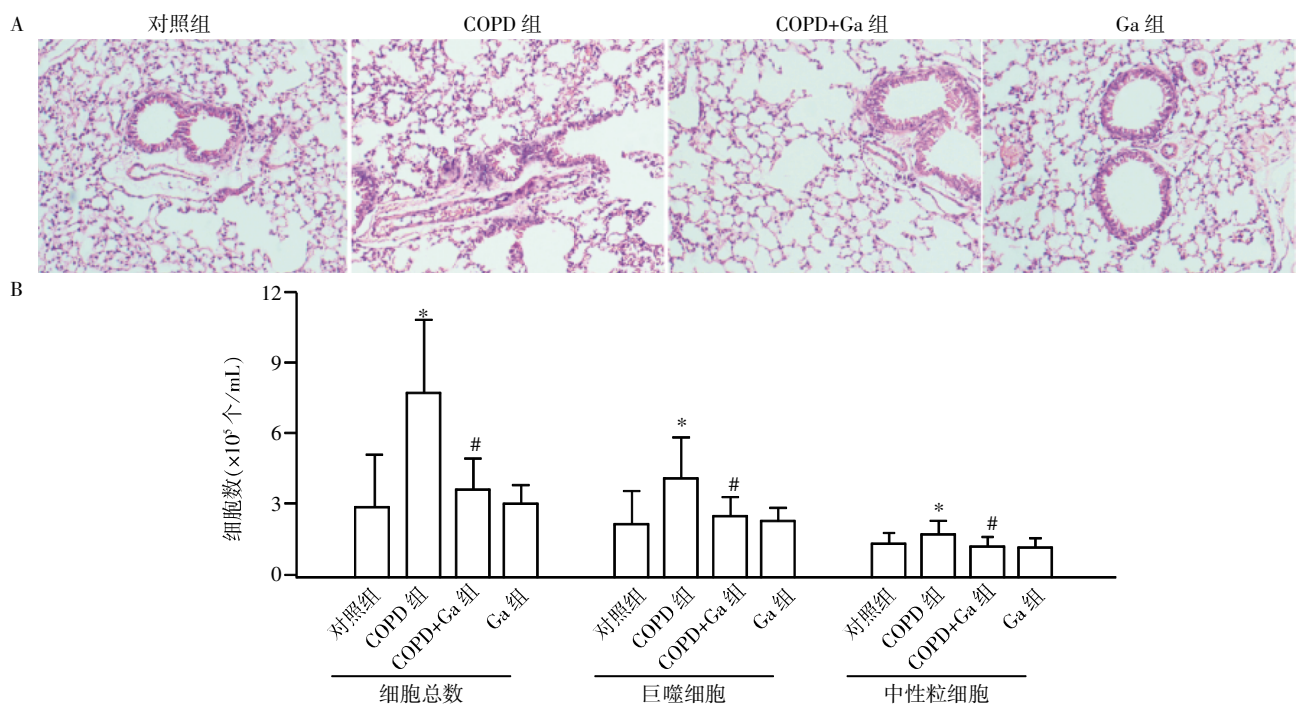 A
对照组
COPD 组
COPD+Ga 组
Ga 组
B
细胞数(×10⁵ 个/mL)
12
9
6
3
0
*
#
*
#
*
#
对照组
COPD 组
COPD+Ga 组
Ga 组
对照组
COPD 组
COPD+Ga 组
Ga 组
对照组
COPD 组
COPD+Ga 组
Ga 组
细胞总数
巨噬细胞
中性粒细胞